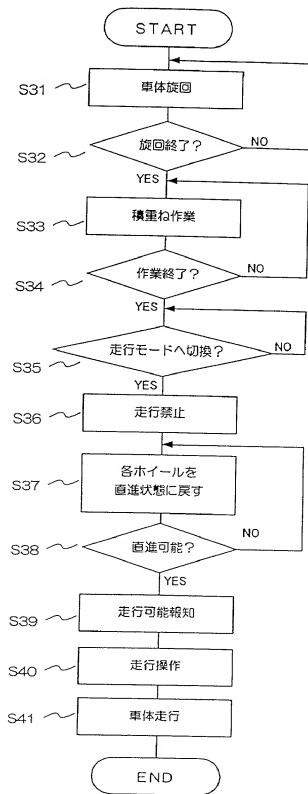 START
S31
車体旋回
S32
旋回終了?
NO
YES
S33
積重ね作業
S34
作業終了?
NO
YES
S35
走行モードへ切換?
NO
YES
S36
走行禁止
S37
各ホイールを
直進状態に戻す
S38
直進可能?
NO
YES
S39
走行可能報知
S40
走行操作
S41
車体走行
END